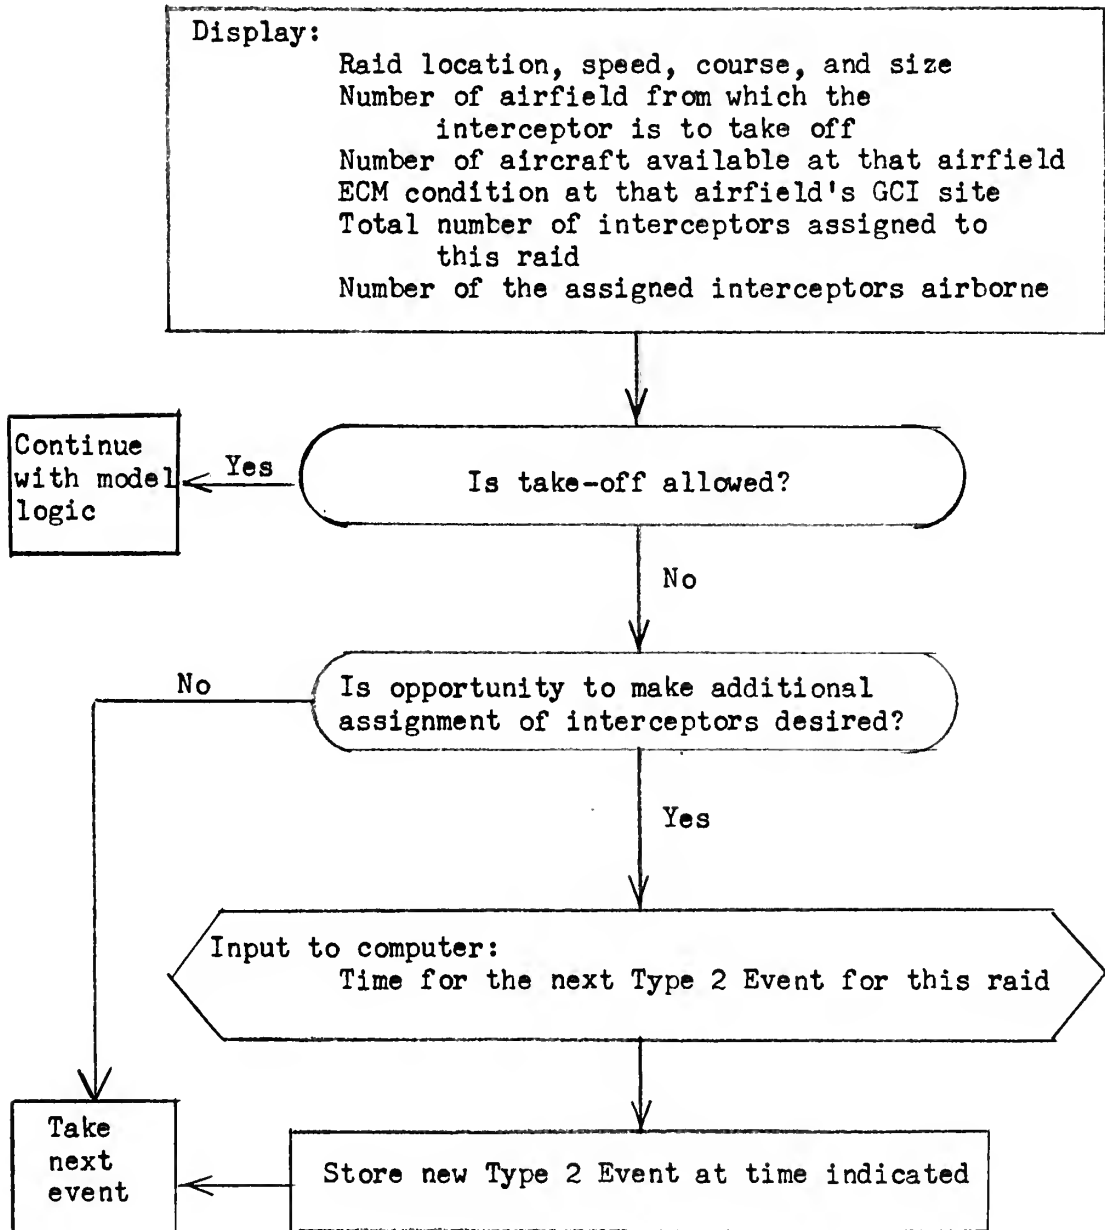 Display:
Raid location, speed, course, and size
Number of airfield from which the
interceptor is to take off
Number of aircraft available at that airfield
ECM condition at that airfield's GCI site
Total number of interceptors assigned to
this raid
Number of the assigned interceptors airborne
Continue
with model
logic
Yes
Is take-off allowed?
No
No
Is opportunity to make additional
assignment of interceptors desired?
Yes
Input to computer:
Time for the next Type 2 Event for this raid
Take
next
event
Store new Type 2 Event at time indicated